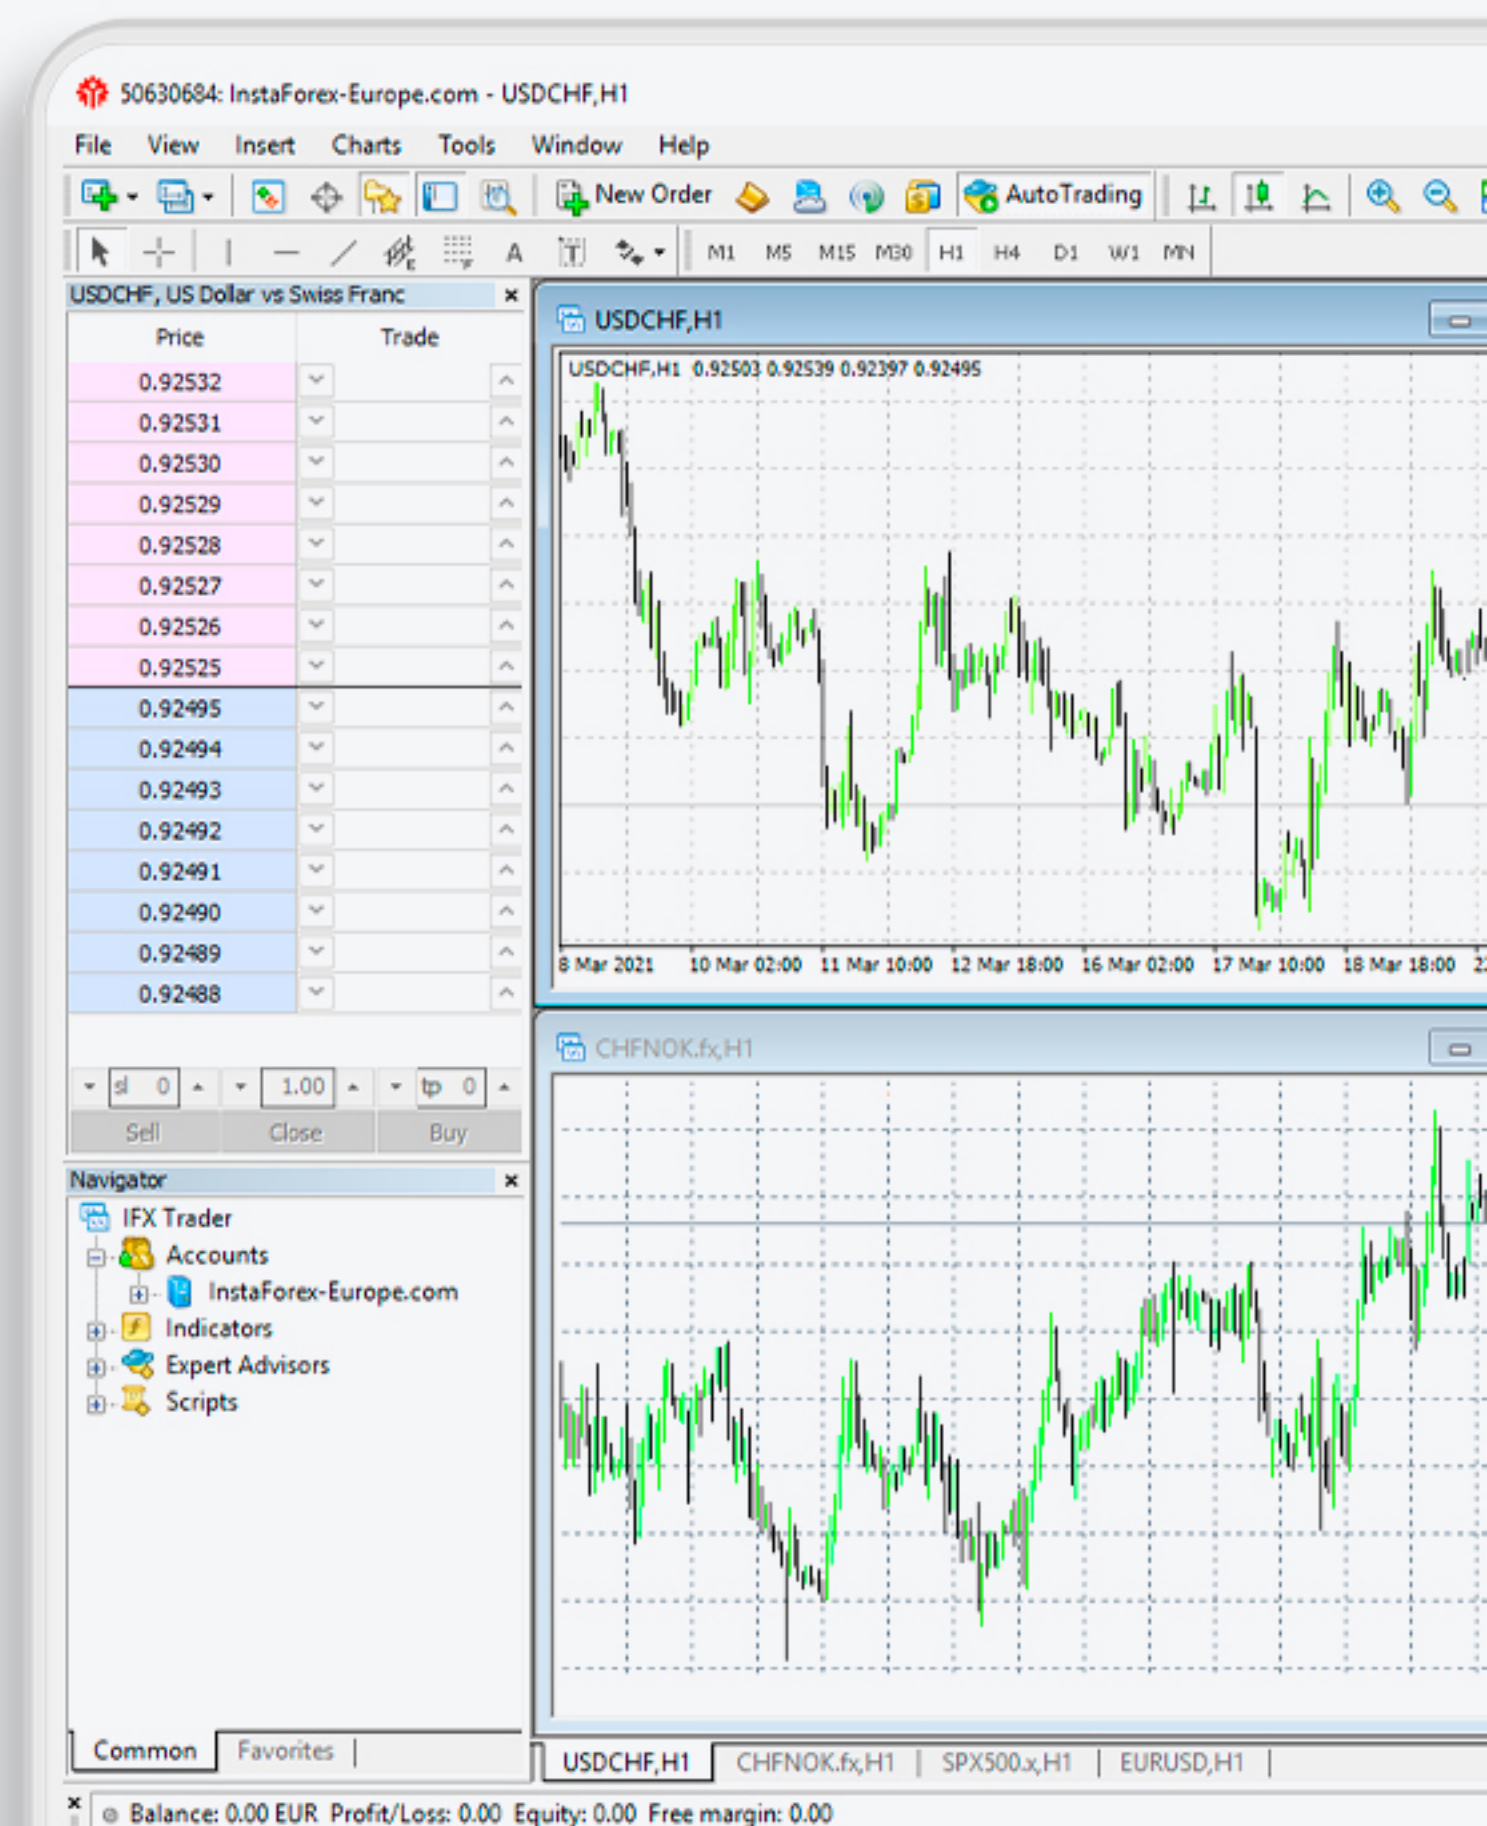 50630684: InstaForex-Europe.com - USDCHF,H1
File View Insert Charts Tools Window Help
New Order AutoTrading
A T M1 M5 M15 M30 H1 H4 D1 W1 MN
USDCHF, US Dollar vs Swiss Franc
Price Trade
0.92532
0.92531
0.92530
0.92529
0.92528
0.92527
0.92526
0.92525
0.92495
0.92494
0.92493
0.92492
0.92491
0.92490
0.92489
0.92488
sl 0 1.00 tp 0
Sell Close Buy
Navigator
IFX Trader
Accounts
InstaForex-Europe.com
Indicators
Expert Advisors
Scripts
Common Favorites
USDCHF,H1
USDCHF,H1 0.92503 0.92539 0.92397 0.92495
8 Mar 2021 10 Mar 02:00 11 Mar 10:00 12 Mar 18:00 16 Mar 02:00 17 Mar 10:00 18 Mar 18:00
CHFNOK.fx,H1
USDCHF,H1 CHFNOK.fx,H1 SPX500.x,H1 EURUSD,H1
Balance: 0.00 EUR Profit/Loss: 0.00 Equity: 0.00 Free margin: 0.00